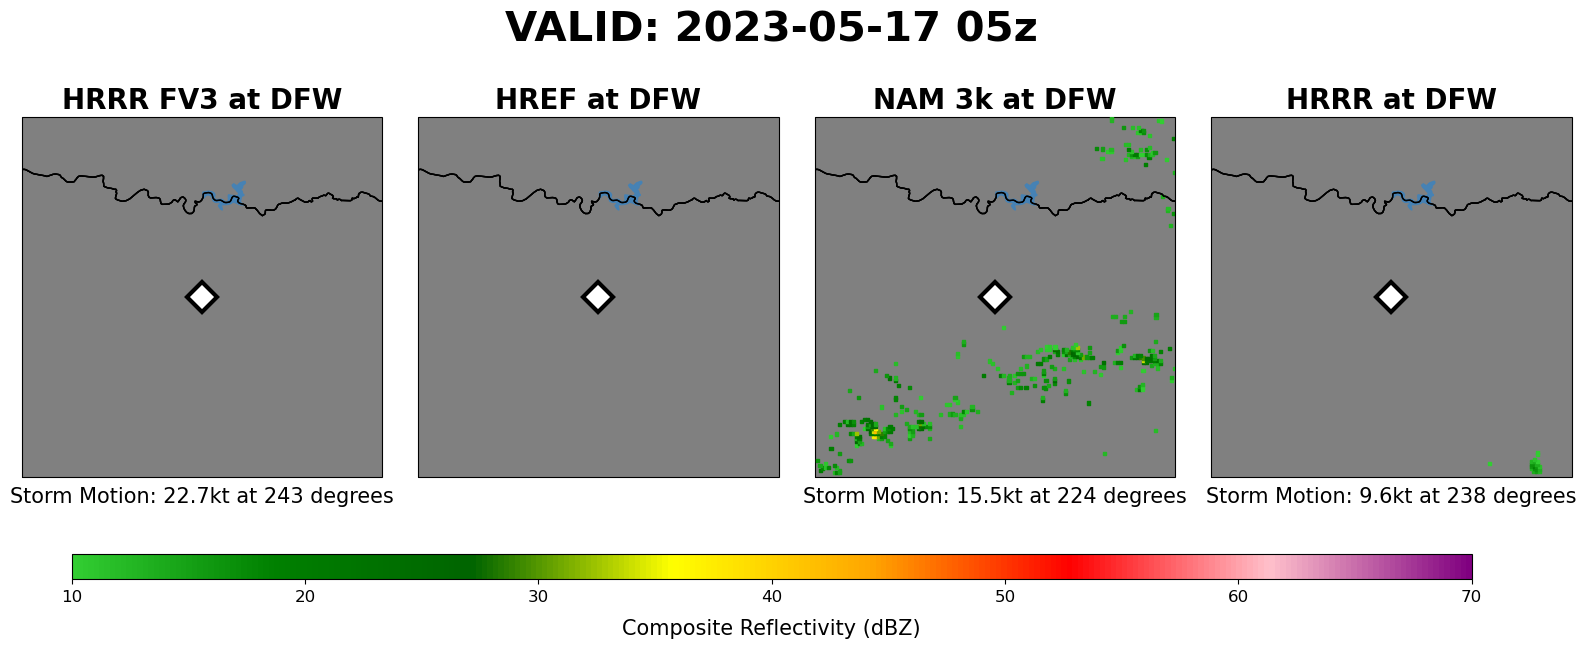 VALID: 2023-05-17 05z
HRRR FV3 at DFW
HREF at DFW
NAM 3k at DFW
HRRR at DFW
Storm Motion: 22.7kt at 243 degrees
Storm Motion: 15.5kt at 224 degrees
Storm Motion: 9.6kt at 238 degrees
10 20 30 40 50 60 70
Composite Reflectivity (dBZ)